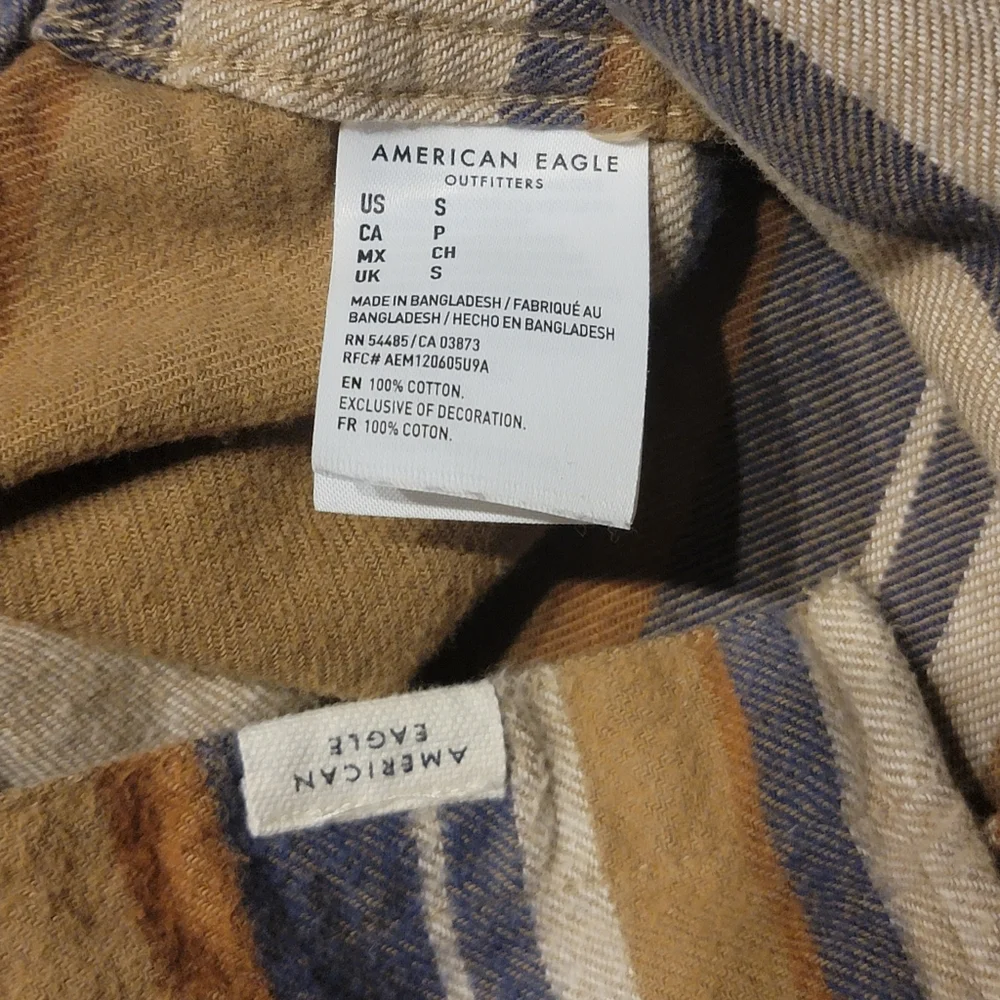 AMERICAN EAGLE
OUTFITTERS
US S
CA P
MX CH
UK S
MADE IN BANGLADESH / FABRIQUÉ AU
BANGLADESH / HECHO EN BANGLADESH
RN 54485/CA 03873
RFC# AEM120605U9A
EN 100% COTTON.
EXCLUSIVE OF DECORATION.
FR 100% COTON.
AMERICAN
EAGLE